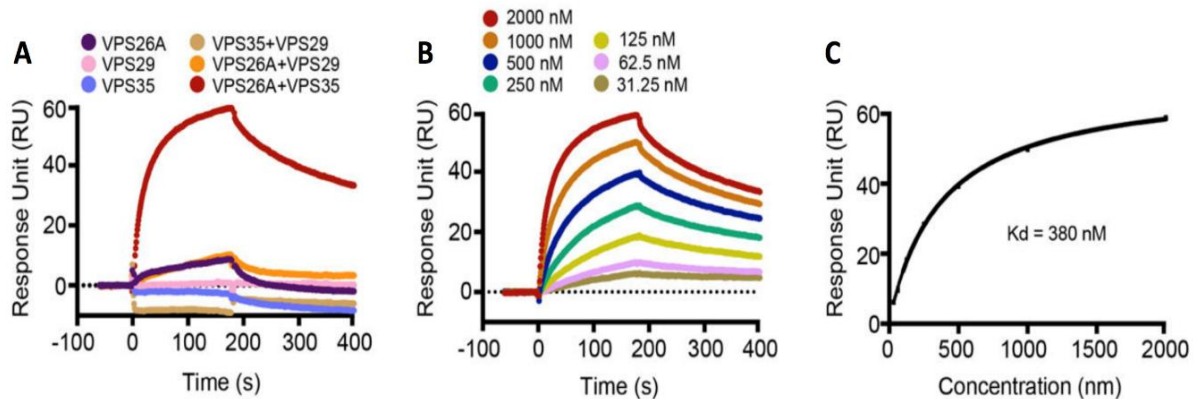 A
VPS26A
VPS29
VPS35
VPS35+VPS29
VPS26A+VPS29
VPS26A+VPS35
Response Unit (RU)
60
40
20
0
-100
0
100
200
300
400
Time (s)
B
2000 nM
1000 nM
500 nM
250 nM
125 nM
62.5 nM
31.25 nM
Response Unit (RU)
60
40
20
0
-100
0
100
200
300
400
Time (s)
C
Response Unit (RU)
60
40
20
0
Kd = 380 nM
0
500
1000
1500
2000
Concentration (nm)